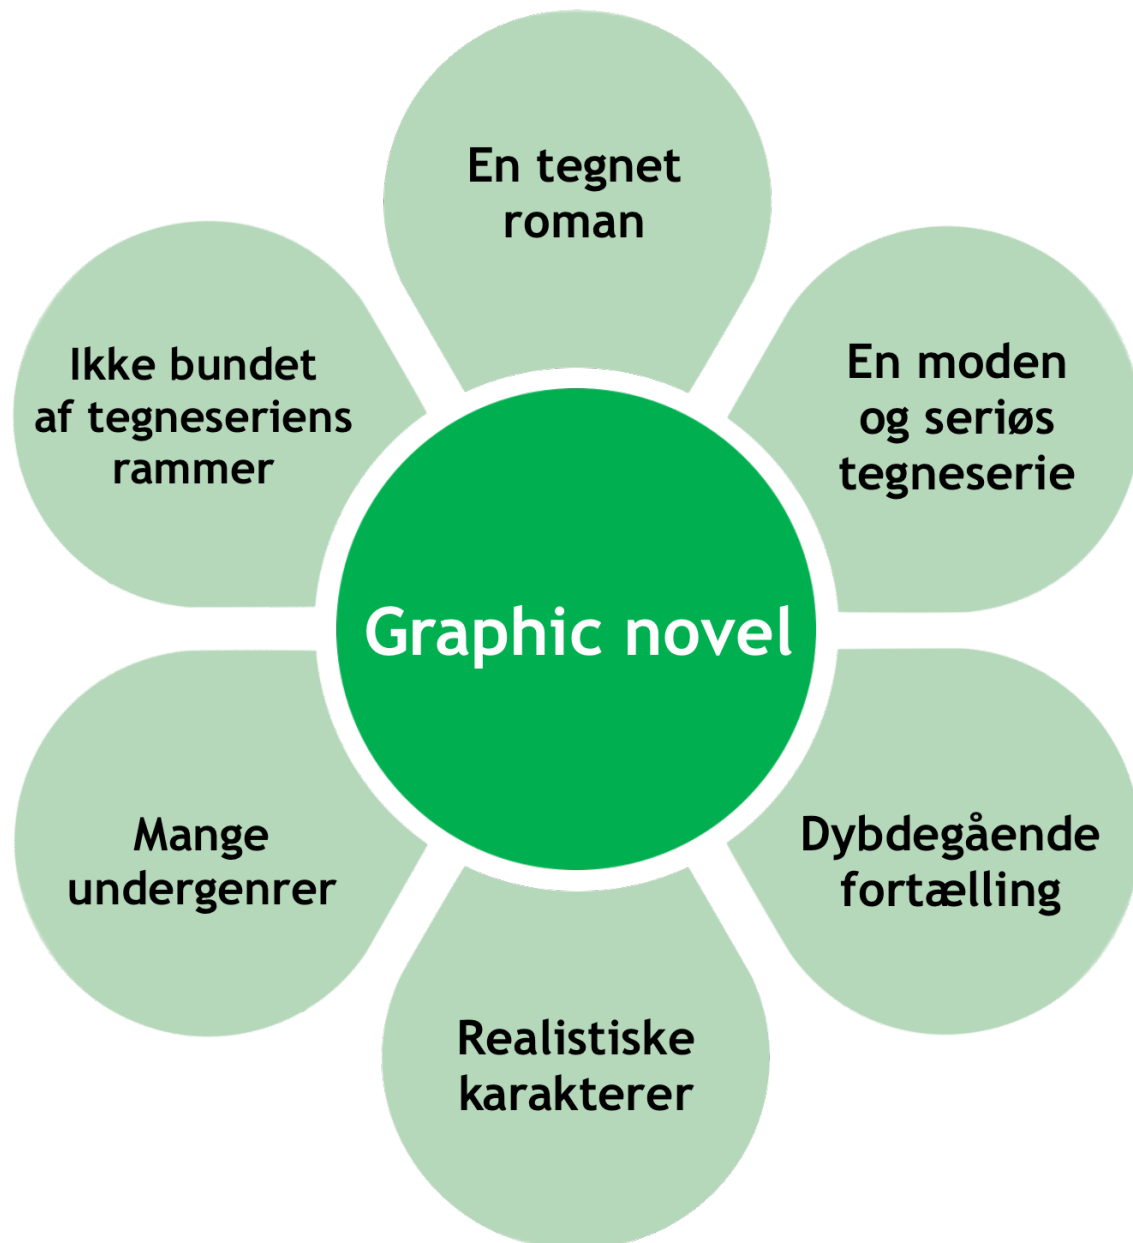 En tegnet
roman
En moden
og seriøs
tegneserie
Dybdegående
fortælling
Realistiske
karakterer
Mange
undergenrer
Ikke bundet
af tegneseriens
rammer
Graphic novel